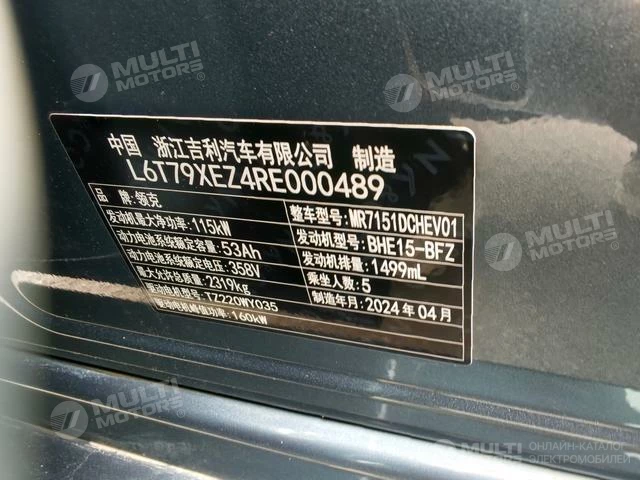 MULTI
MOTORS®
MULTI
MOTORS®
中国 浙江吉利汽车有限公司 制造
L6T79XEZ4RE000489
品牌:领克
整车型号:MR7151DCHEV01
发动机最大净功率:115kW
发动机型号:BHE15-BFZ
动力电池系统额定容量:53Ah
发动机排量:1499mL
动力电池系统额定电压:358V
乘坐人数:5
最大允许总质量:2319kg
制造年月:2024年04月
驱动电机型号:TZ220WY035
驱动电机峰值功率:160kW
MULTI
MOTORS®
MULTI
MOTORS®
MULTI
ОНЛАЙН-КАТАЛОГ
ЭЛЕКТРОМОБИЛЕЙ